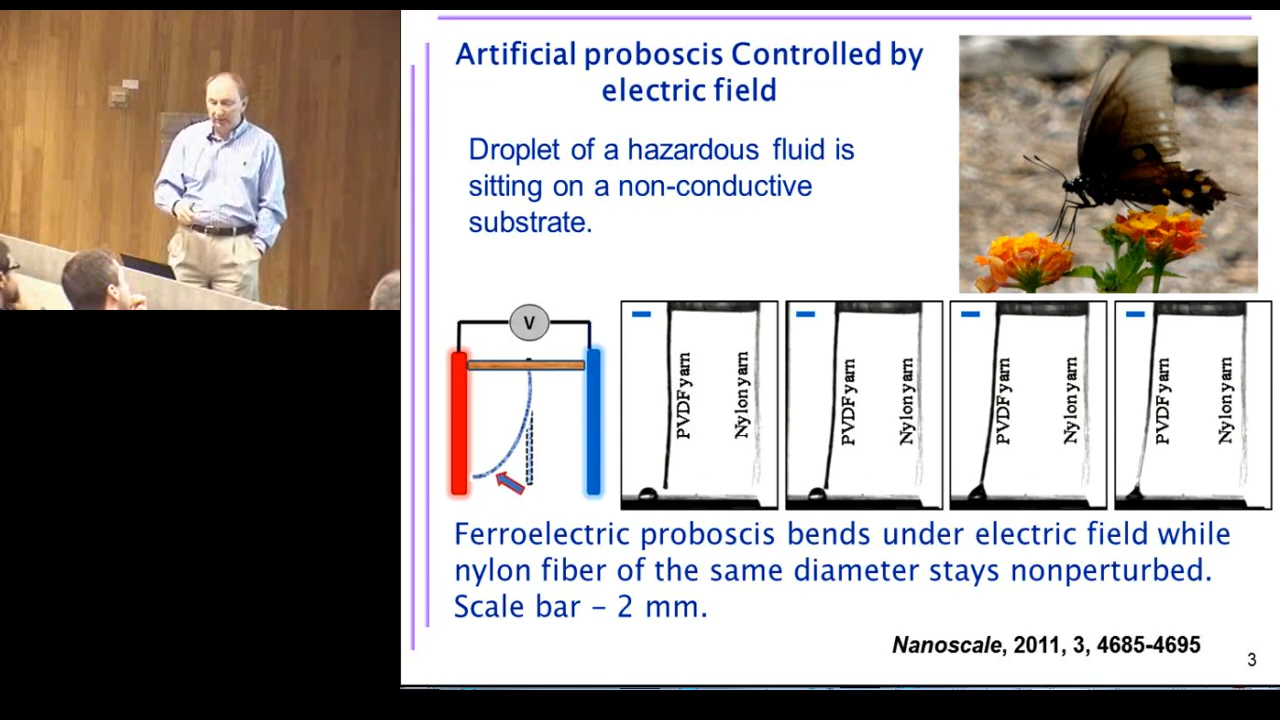 Artificial proboscis Controlled by
electric field
Droplet of a hazardous fluid is
sitting on a non-conductive
substrate.
V
PVDF yarn
Nylon yarn
PVDF yarn
Nylon yarn
PVDF yarn
Nylon yarn
PVDF yarn
Nylon yarn
Ferroelectric proboscis bends under electric field while
nylon fiber of the same diameter stays nonperturbed.
Scale bar – 2 mm.
Nanoscale, 2011, 3, 4685-4695
3